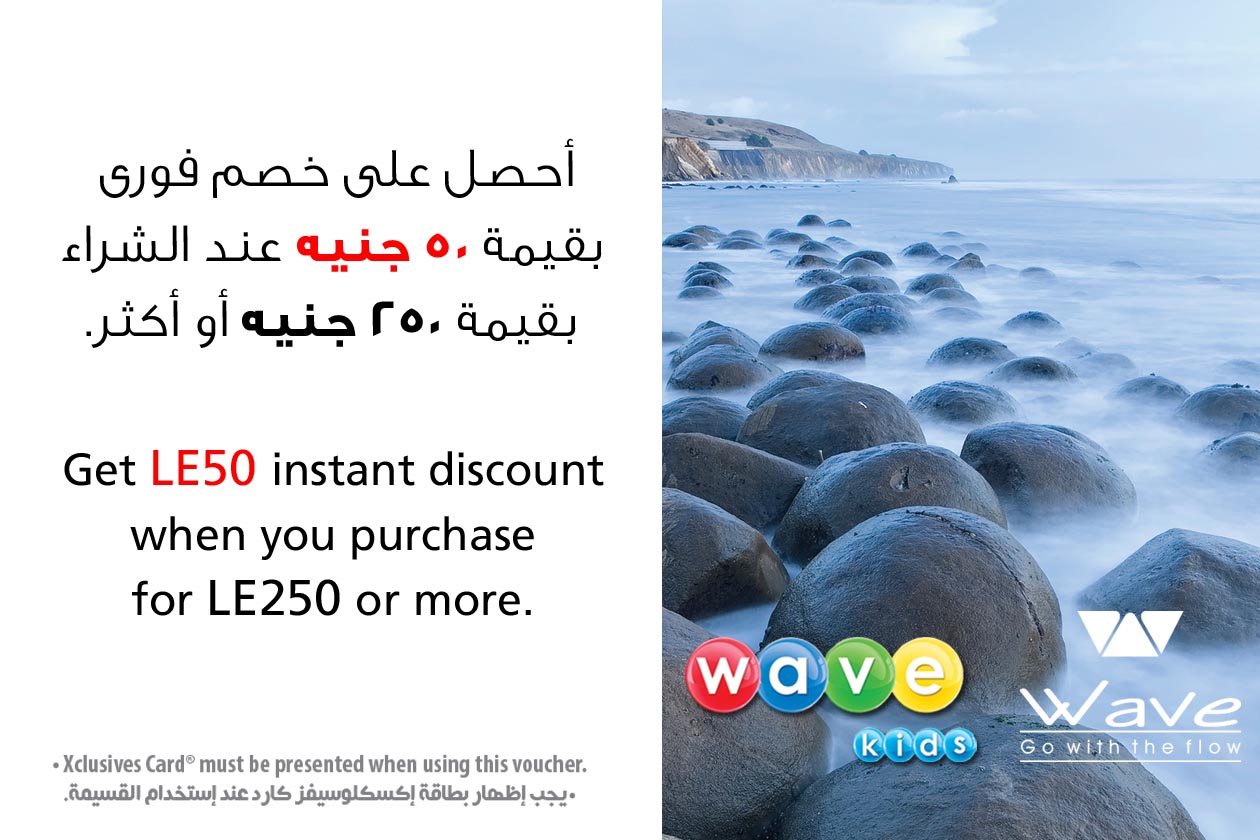 أحصل على خصم فورى
بقيمة ٥٠ جنيه عند الشراء
بقيمة ٢٥٠ جنيه أو أكثر.
Get LE50 instant discount
when you purchase
for LE250 or more.
• Xclusives Card® must be presented when using this voucher.
•يجب إظهار بطاقة إكسكلوسيفز كارد عند إستخدام القسيمة.
wave
kids
Wave
Go with the flow